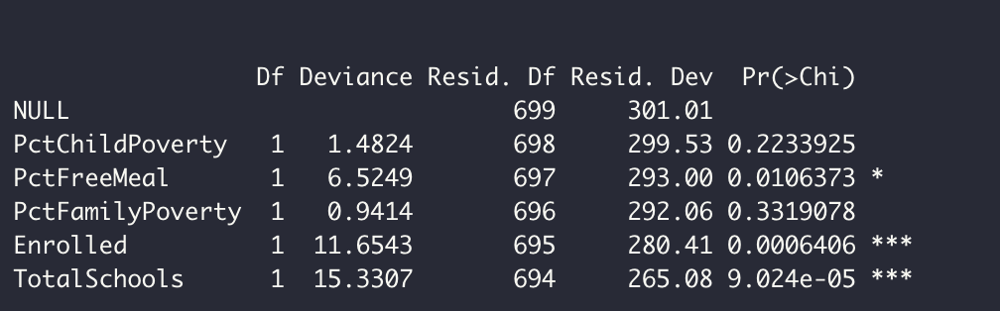 Df Deviance Resid. Df Resid. Dev Pr(>Chi)
NULL 699 301.01
PctChildPoverty 1 1.4824 698 299.53 0.2233925
PctFreeMeal 1 6.5249 697 293.00 0.0106373 *
PctFamilyPoverty 1 0.9414 696 292.06 0.3319078
Enrolled 1 11.6543 695 280.41 0.0006406 ***
TotalSchools 1 15.3307 694 265.08 9.024e-05 ***